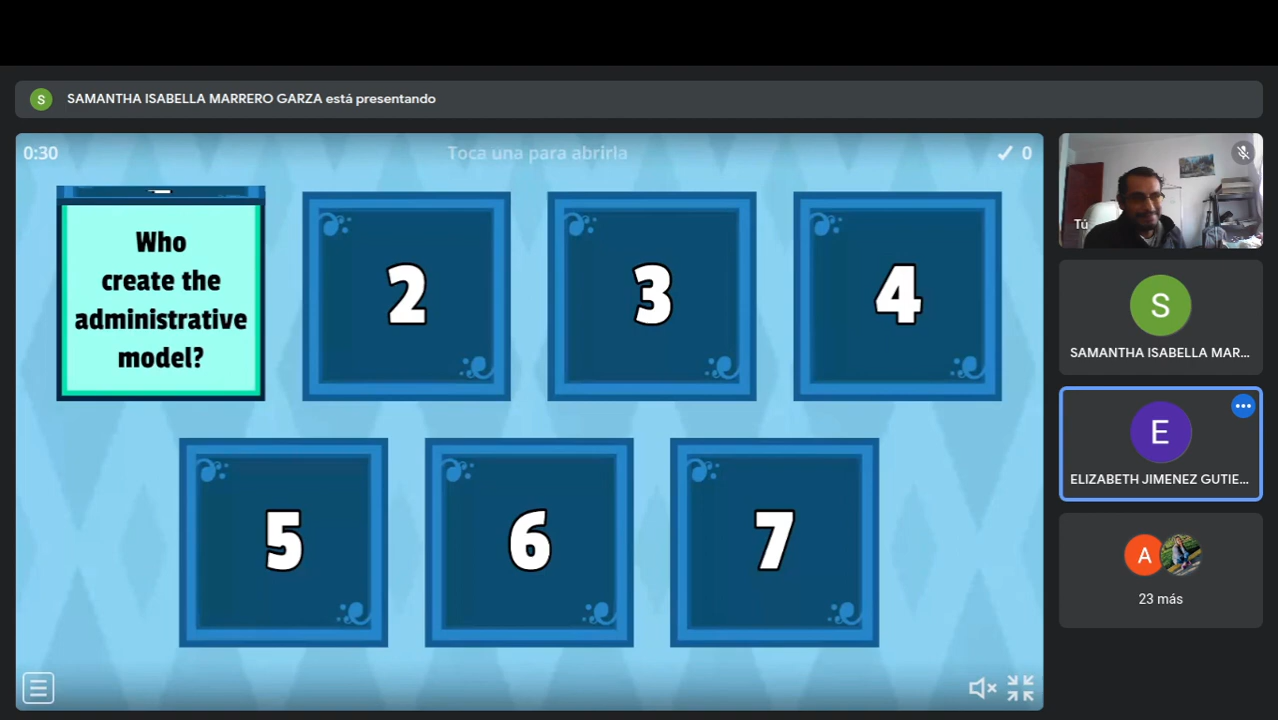 S
SAMANTHA ISABELLA MARRERO GARZA está presentando
0:30
Toca una para abrirla
0
Who
create the
administrative
model?
2
3
4
5
6
7
Tú
S
SAMANTHA ISABELLA MAR...
E
ELIZABETH JIMENEZ GUTIE...
A
23 más